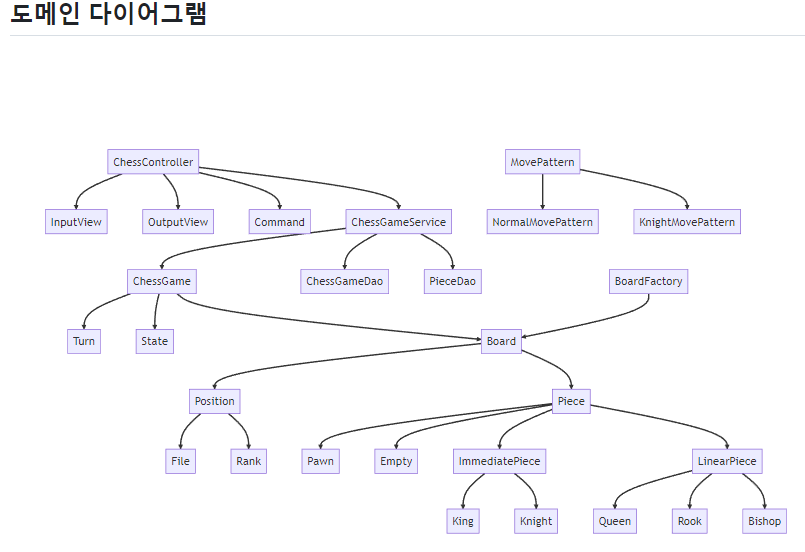 도메인 다이어그램
ChessController
MovePattern
InputView
OutputView
Command
ChessGameService
NormalMovePattern
KnightMovePattern
ChessGame
ChessGameDao
PieceDao
BoardFactory
Turn
State
Board
Position
Piece
File
Rank
Pawn
Empty
ImmediatePiece
LinearPiece
King
Knight
Queen
Rook
Bishop